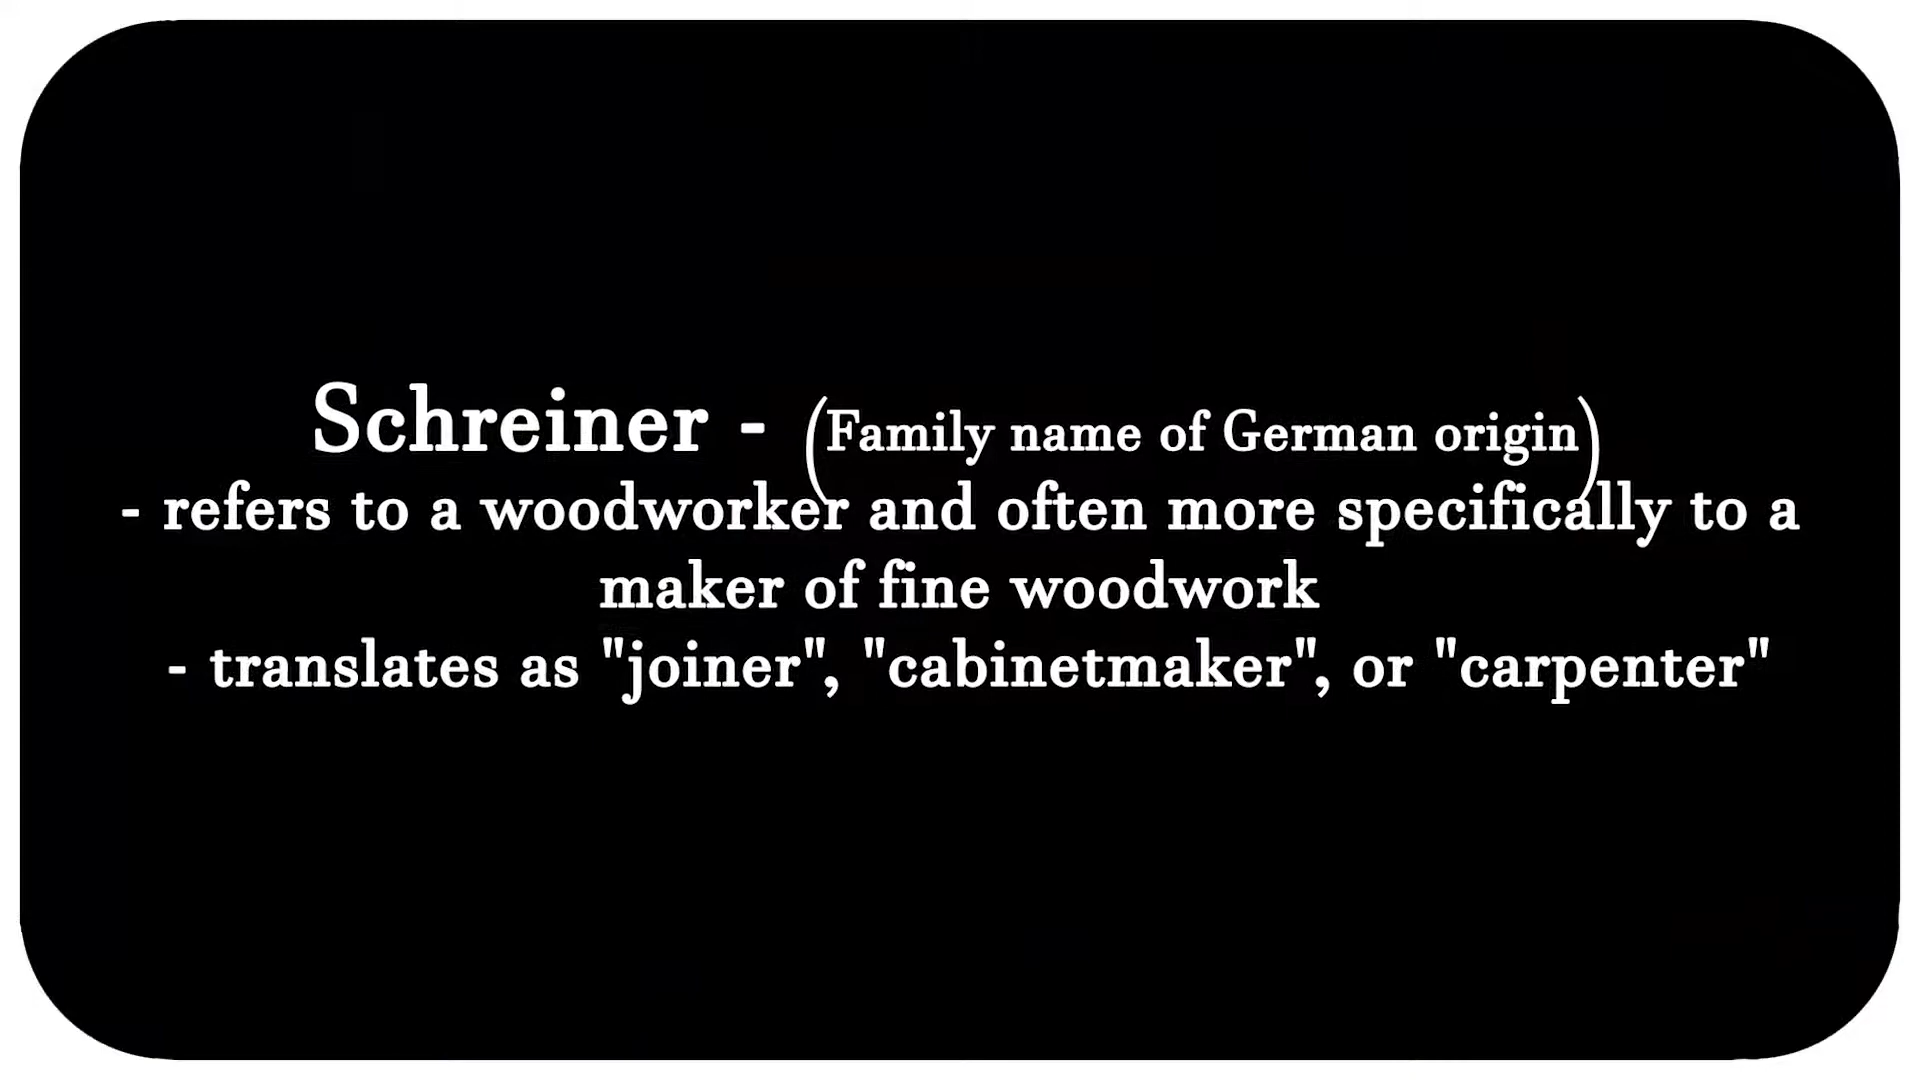 Schreiner - (Family name of German origin)
- refers to a woodworker and often more specifically to a
maker of fine woodwork
- translates as "joiner", "cabinetmaker", or "carpenter"